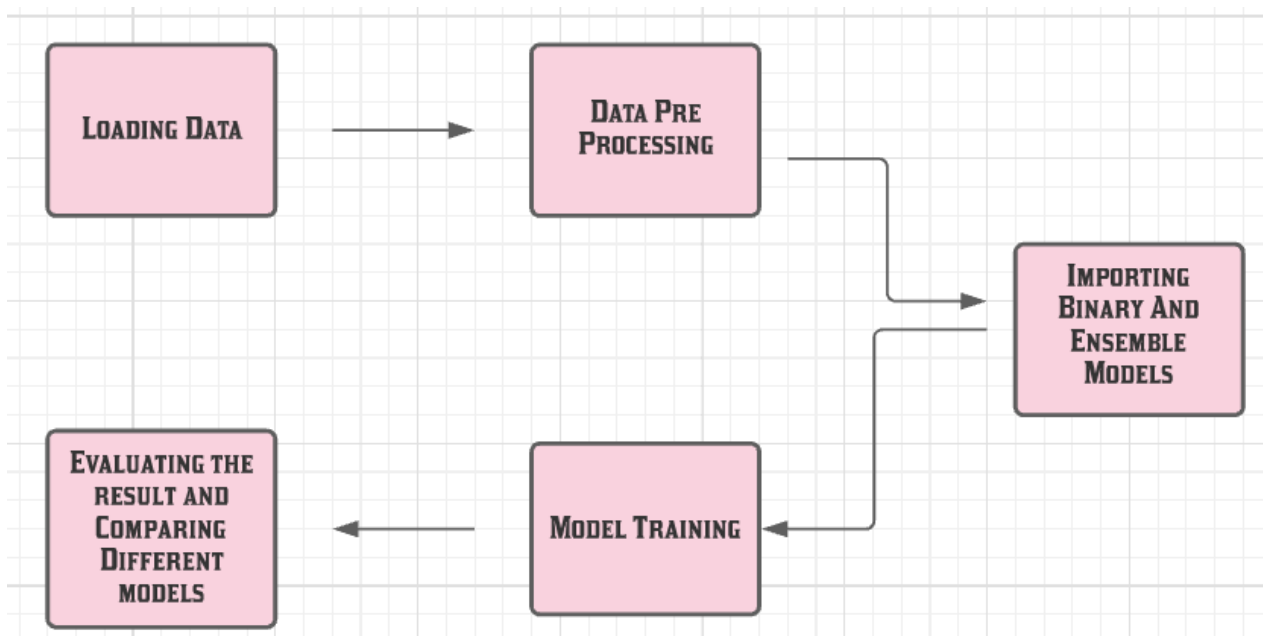 Loading Data
Data Pre
Processing
Importing
Binary And
Ensemble
Models
Model Training
Evaluating the
result and
Comparing
Different
models